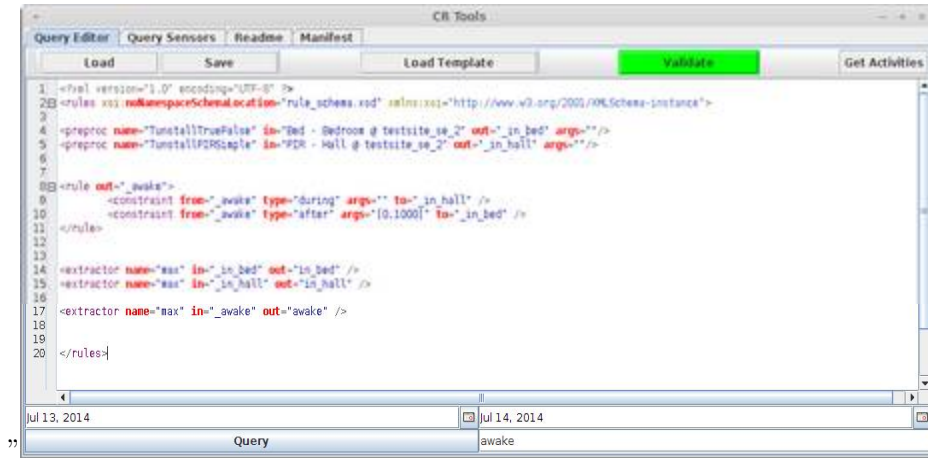 CR Tools
Query Editor Query Sensors Readme Manifest
Load Save Load Template Validate Get Activities
1 <?xml version="1.0" encoding="UTF-8" ?>
2 <rules xsi:noNamespaceSchemaLocation="rule_schema.xsd" xmlns:xsi="http://www.w3.org/2001/XMLSchema-instance">
3
4 <preproc name="TunstallTrueFalse" in="Bed - Bedroom @ testsite_se_2" out="_in_bed" args=""/>
5 <preproc name="TunstallPIRSimple" in="PIR - Hall @ testsite_se_2" out="_in_hall" args=""/>
6
7
8 <rule out="_awake">
9 <constraint from="_awake" type="during" args="" to="_in_hall" />
10 <constraint from="_awake" type="after" args="[0,1000]" to="_in_bed" />
11 </rule>
12
13
14 <extractor name="max" in="_in_bed" out="in_bed" />
15 <extractor name="max" in="_in_hall" out="in_hall" />
16
17 <extractor name="max" in="_awake" out="awake" />
18
19
20 </rules>
Jul 13, 2014 Jul 14, 2014
” Query awake